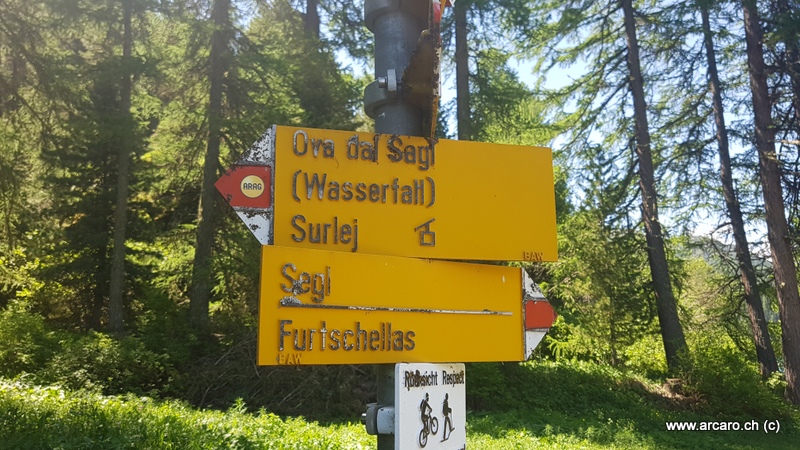 Ova dal Sagl
(Wasserfall)
ARAG
Surlej
BAW
Segl
Furtschellas
BAW
Rücksicht Respect
www.arcaro.ch (c)